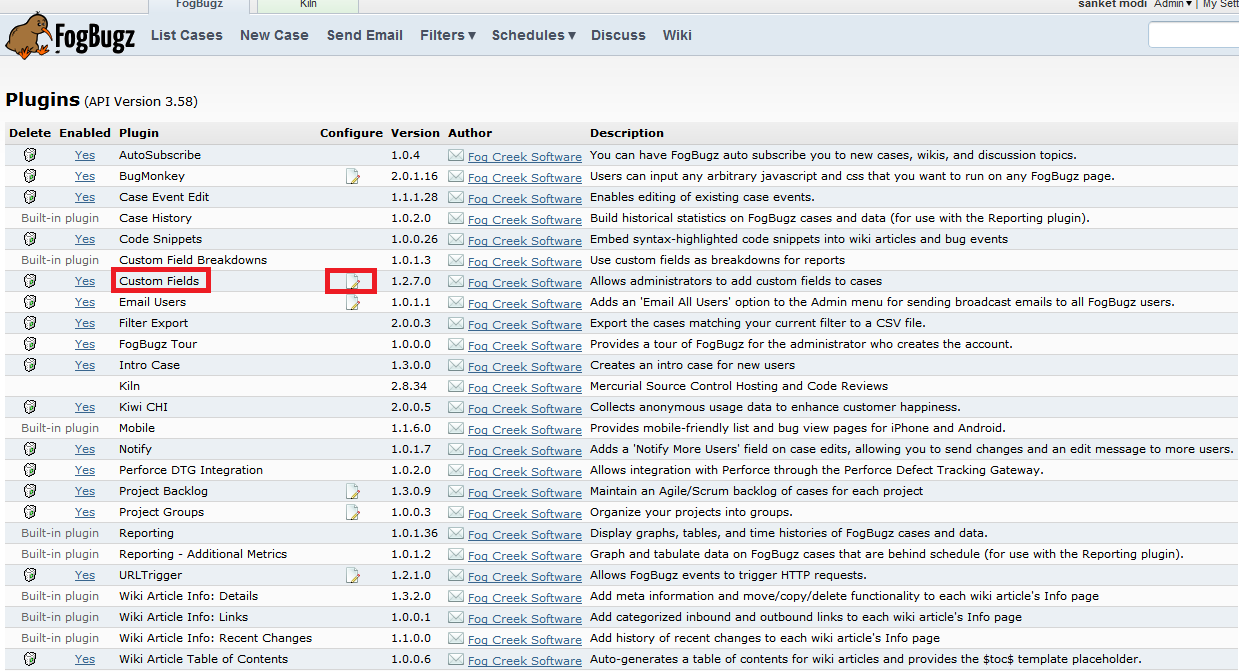 FogBugz Kiln sanket modi Admin ▾ | My Sett
FogBugz List Cases New Case Send Email Filters ▾ Schedules ▾ Discuss Wiki
Plugins (API Version 3.58)
Delete Enabled Plugin Configure Version Author Description
Yes AutoSubscribe 1.0.4 Fog Creek Software You can have FogBugz auto subscribe you to new cases, wikis, and discussion topics.
Yes BugMonkey 2.0.1.16 Fog Creek Software Users can input any arbitrary javascript and css that you want to run on any FogBugz page.
Yes Case Event Edit 1.1.1.28 Fog Creek Software Enables editing of existing case events.
Built-in plugin Case History 1.0.2.0 Fog Creek Software Build historical statistics on FogBugz cases and data (for use with the Reporting plugin).
Yes Code Snippets 1.0.0.26 Fog Creek Software Embed syntax-highlighted code snippets into wiki articles and bug events
Built-in plugin Custom Field Breakdowns 1.0.1.3 Fog Creek Software Use custom fields as breakdowns for reports
Yes Custom Fields 1.2.7.0 Fog Creek Software Allows administrators to add custom fields to cases
Yes Email Users 1.0.1.1 Fog Creek Software Adds an 'Email All Users' option to the Admin menu for sending broadcast emails to all FogBugz users.
Yes Filter Export 2.0.0.3 Fog Creek Software Export the cases matching your current filter to a CSV file.
Yes FogBugz Tour 1.0.0.0 Fog Creek Software Provides a tour of FogBugz for the administrator who creates the account.
Yes Intro Case 1.3.0.0 Fog Creek Software Creates an intro case for new users
Kiln 2.8.34 Fog Creek Software Mercurial Source Control Hosting and Code Reviews
Yes Kiwi CHI 2.0.0.5 Fog Creek Software Collects anonymous usage data to enhance customer happiness.
Built-in plugin Mobile 1.1.6.0 Fog Creek Software Provides mobile-friendly list and bug view pages for iPhone and Android.
Yes Notify 1.0.1.7 Fog Creek Software Adds a 'Notify More Users' field on case edits, allowing you to send changes and an edit message to more users.
Yes Perforce DTG Integration 1.0.2.0 Fog Creek Software Allows integration with Perforce through the Perforce Defect Tracking Gateway.
Yes Project Backlog 1.3.0.9 Fog Creek Software Maintain an Agile/Scrum backlog of cases for each project
Yes Project Groups 1.0.0.3 Fog Creek Software Organize your projects into groups.
Built-in plugin Reporting 1.0.1.36 Fog Creek Software Display graphs, tables, and time histories of FogBugz cases and data.
Built-in plugin Reporting - Additional Metrics 1.0.1.2 Fog Creek Software Graph and tabulate data on FogBugz cases that are behind schedule (for use with the Reporting plugin).
Yes URLTrigger 1.2.1.0 Fog Creek Software Allows FogBugz events to trigger HTTP requests.
Built-in plugin Wiki Article Info: Details 1.3.2.0 Fog Creek Software Add meta information and move/copy/delete functionality to each wiki article's Info page
Built-in plugin Wiki Article Info: Links 1.0.0.1 Fog Creek Software Add categorized inbound and outbound links to each wiki article's Info page
Built-in plugin Wiki Article Info: Recent Changes 1.1.0.0 Fog Creek Software Add history of recent changes to each wiki article's Info page
Yes Wiki Article Table of Contents 1.0.0.6 Fog Creek Software Auto-generates a table of contents for wiki articles and provides the $toc$ template placeholder.